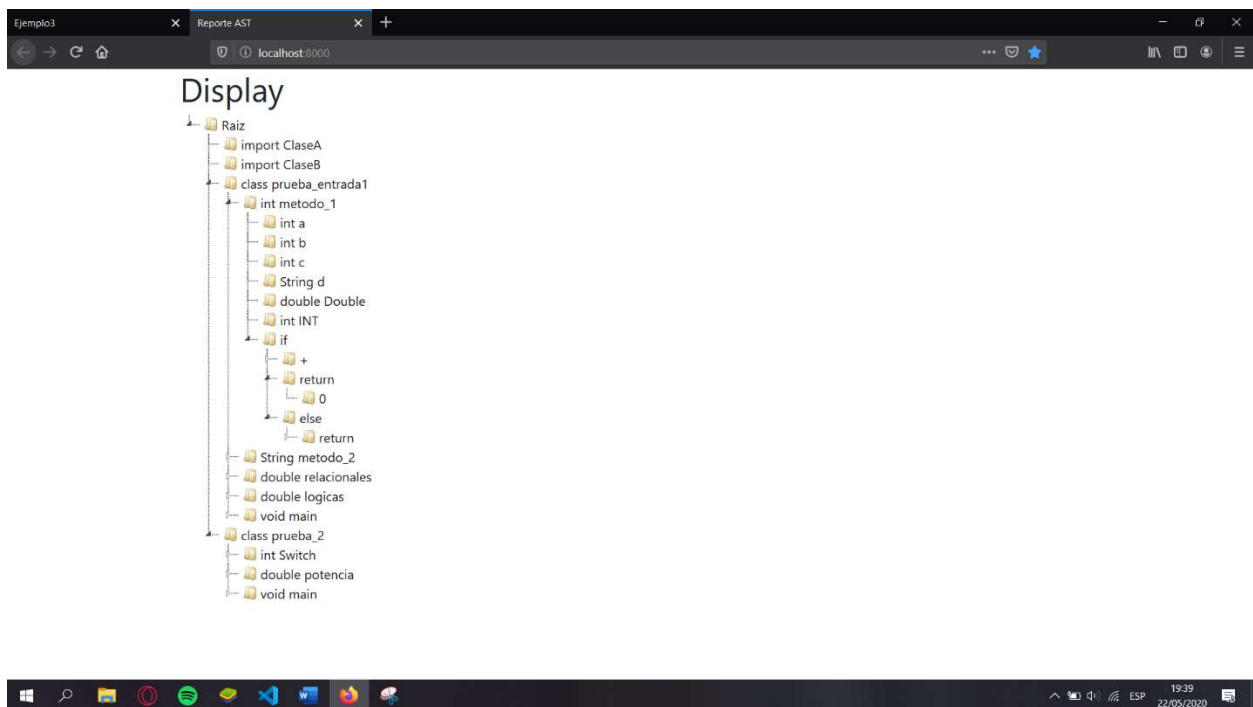 Ejemplo3
Reporte AST
localhost:8000
Display
Raiz
import ClaseA
import ClaseB
class prueba_entrada1
int metodo_1
int a
int b
int c
String d
double Double
int INT
if
+
return
0
else
return
String metodo_2
double relacionales
double logicas
void main
class prueba_2
int Switch
double potencia
void main
ESP
19:39
22/05/2020